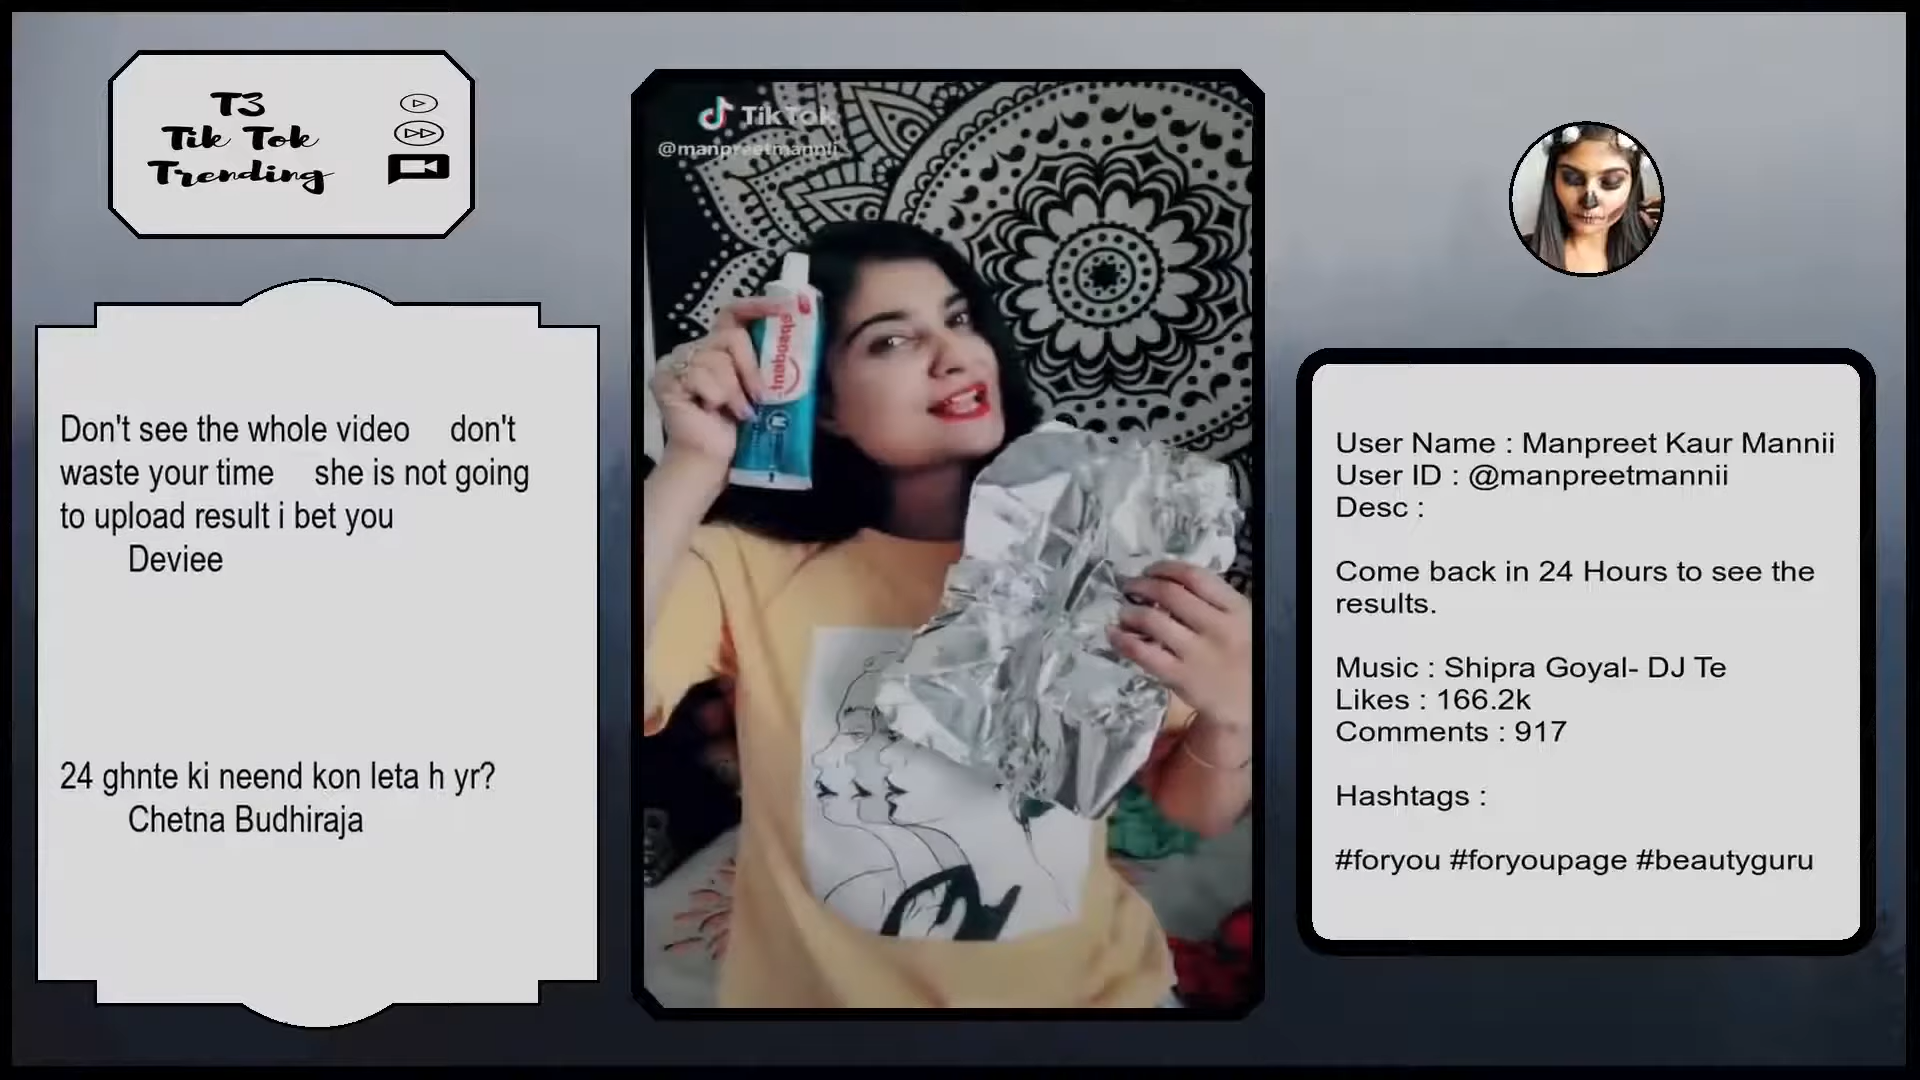 T3
Tik Tok
Trending
Don't see the whole video don't
waste your time she is not going
to upload result i bet you
Deviee
24 ghnte ki neend kon leta h yr?
Chetna Budhiraja
TikTok
@manpreetmannii
pepsodent
User Name : Manpreet Kaur Mannii
User ID : @manpreetmannii
Desc :
Come back in 24 Hours to see the
results.
Music : Shipra Goyal- DJ Te
Likes : 166.2k
Comments : 917
Hashtags :
#foryou #foryoupage #beautyguru